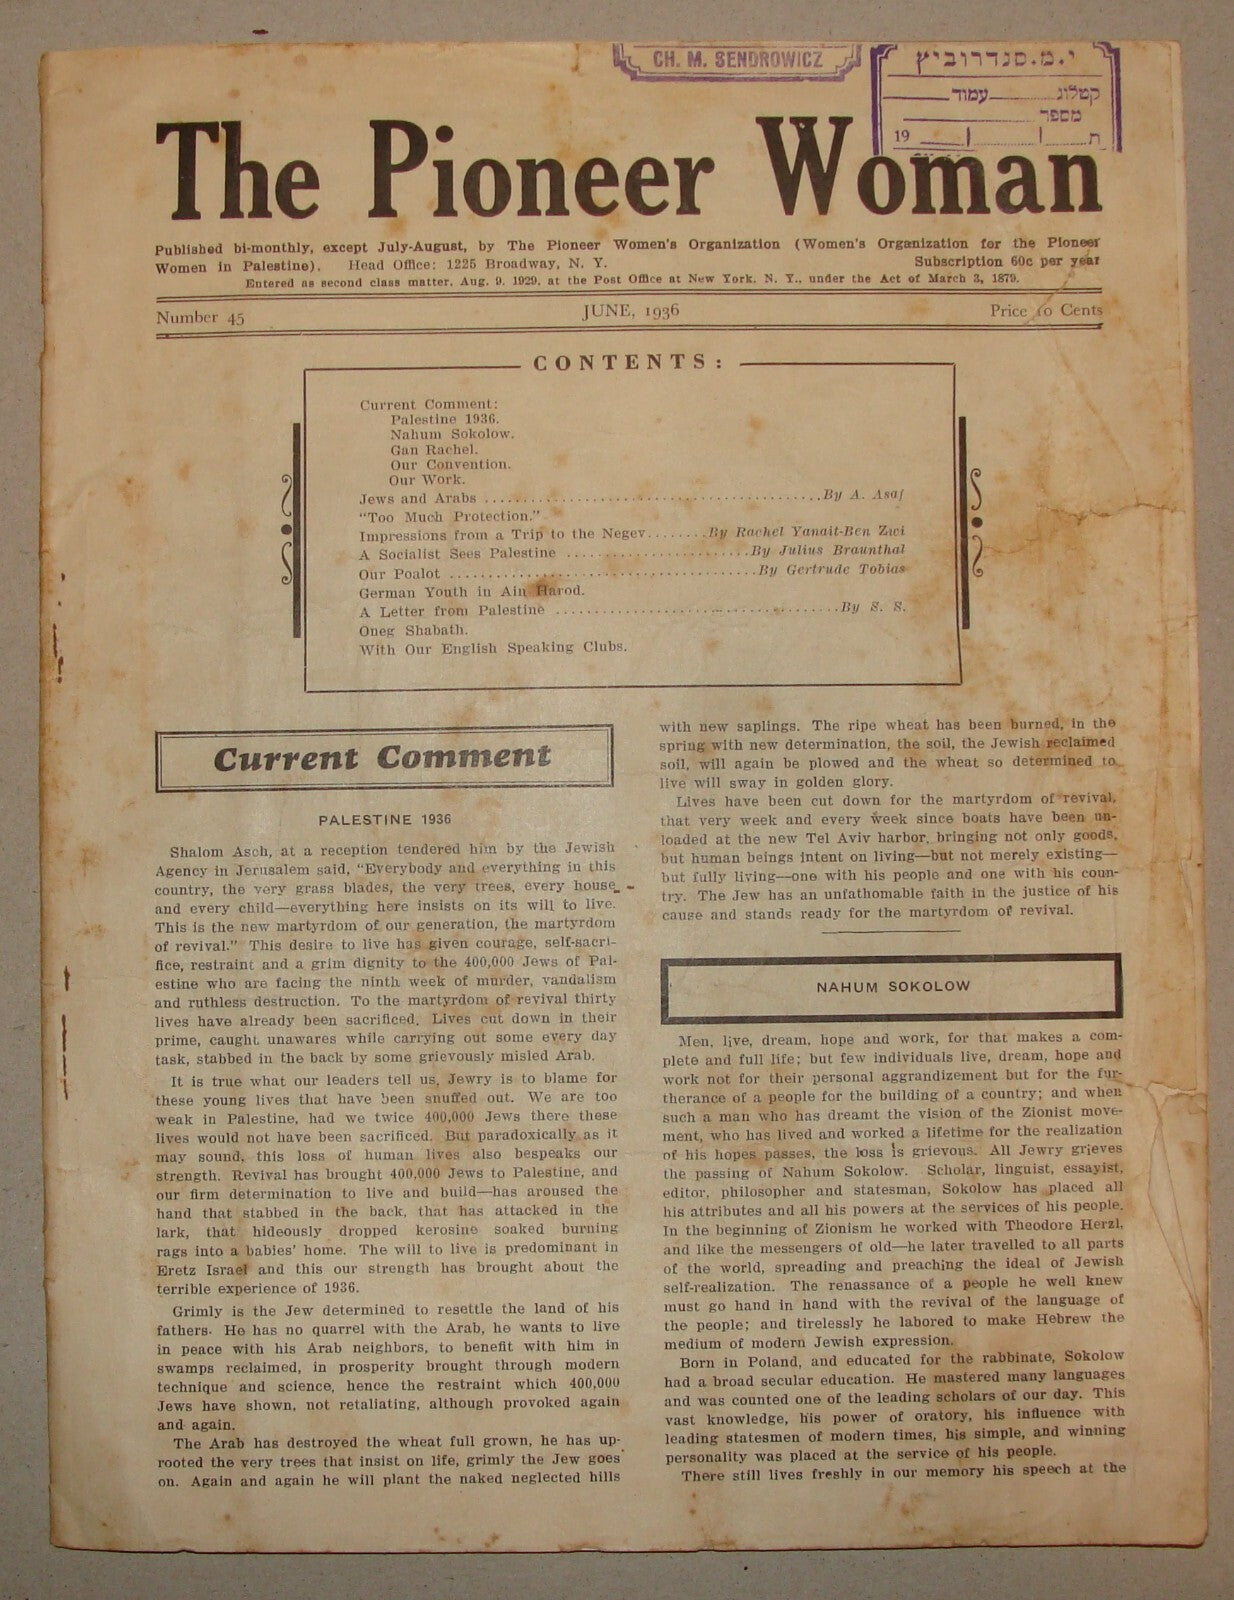 CH. M. SENDROWICZ
י.מ.סנדרוביץ
קטלוג עמוד
מספר
ת 19
The Pioneer Woman
Published bi-monthly, except July-August, by The Pioneer Women's Organization (Women's Organization for the Pioneer
Women in Palestine). Head Office: 1225 Broadway, N. Y. Subscription 60c per year
Entered as second class matter, Aug. 9, 1929, at the Post Office at New York, N. Y., under the Act of March 3, 1879.
Number 45 JUNE, 1936 Price 10 Cents
CONTENTS:
Current Comment:
Palestine 1936.
Nahum Sokolow.
Gan Rachel.
Our Convention.
Our Work.
Jews and Arabs ........ By A. Asaf
"Too Much Protection."
Impressions from a Trip to the Negev........By Rachel Yanait-Ben Zwi
A Socialist Sees Palestine ........ By Julius Braunthal
Our Poalot ........ By Gertrude Tobias
German Youth in Ain Harod.
A Letter from Palestine ........ By S. S.
Oneg Shabath.
With Our English Speaking Clubs.
Current Comment
PALESTINE 1936
Shalom Asch, at a reception tendered him by the Jewish
Agency in Jerusalem said, "Everybody and everything in this
country, the very grass blades, the very trees, every house
and every child—everything here insists on its will to live.
This is the new martyrdom of our generation, the martyrdom
of revival." This desire to live has given courage, self-sacri-
fice, restraint and a grim dignity to the 400,000 Jews of Pal-
estine who are facing the ninth week of murder, vandalism
and ruthless destruction. To the martyrdom of revival thirty
lives have already been sacrificed. Lives cut down in their
prime, caught unawares while carrying out some every day
task, stabbed in the back by some grievously misled Arab.
It is true what our leaders tell us, Jewry is to blame for
these young lives that have been snuffed out. We are too
weak in Palestine, had we twice 400,000 Jews there these
lives would not have been sacrificed. But paradoxically as it
may sound, this loss of human lives also bespeaks our
strength. Revival has brought 400,000 Jews to Palestine, and
our firm determination to live and build—has aroused the
hand that stabbed in the back, that has attacked in the
lark, that hideously dropped kerosine soaked burning
rags into a babies' home. The will to live is predominant in
Eretz Israel and this our strength has brought about the
terrible experience of 1936.
Grimly is the Jew determined to resettle the land of his
fathers. He has no quarrel with the Arab, he wants to live
in peace with his Arab neighbors, to benefit with him in
swamps reclaimed, in prosperity brought through modern
technique and science, hence the restraint which 400,000
Jews have shown, not retaliating, although provoked again
and again.
The Arab has destroyed the wheat full grown, he has up-
rooted the very trees that insist on life, grimly the Jew goes
on. Again and again he will plant the naked neglected hills
with new saplings. The ripe wheat has been burned, in the
spring with new determination, the soil, the Jewish reclaimed
soil, will again be plowed and the wheat so determined to
live will sway in golden glory.
Lives have been cut down for the martyrdom of revival,
that very week and every week since boats have been un-
loaded at the new Tel Aviv harbor, bringing not only goods,
but human beings intent on living—but not merely existing—
but fully living—one with his people and one with his coun-
try. The Jew has an unfathomable faith in the justice of his
cause and stands ready for the martyrdom of revival.
NAHUM SOKOLOW
Men, live, dream, hope and work, for that makes a com-
plete and full life; but few individuals live, dream, hope and
work not for their personal aggrandizement but for the fur-
therance of a people for the building of a country; and when
such a man who has dreamt the vision of the Zionist move-
ment, who has lived and worked a lifetime for the realization
of his hopes passes, the loss is grievous. All Jewry grieves
the passing of Nahum Sokolow. Scholar, linguist, essayist,
editor, philosopher and statesman, Sokolow has placed all
his attributes and all his powers at the services of his people.
In the beginning of Zionism he worked with Theodore Herzl,
and like the messengers of old—he later travelled to all parts
of the world, spreading and preaching the ideal of Jewish
self-realization. The renassance of a people he well knew
must go hand in hand with the revival of the language of
the people; and tirelessly he labored to make Hebrew the
medium of modern Jewish expression.
Born in Poland, and educated for the rabbinate, Sokolow
had a broad secular education. He mastered many languages
and was counted one of the leading scholars of our day. This
vast knowledge, his power of oratory, his influence with
leading statesmen of modern times, his simple, and winning
personality was placed at the service of his people.
There still lives freshly in our memory his speech at the